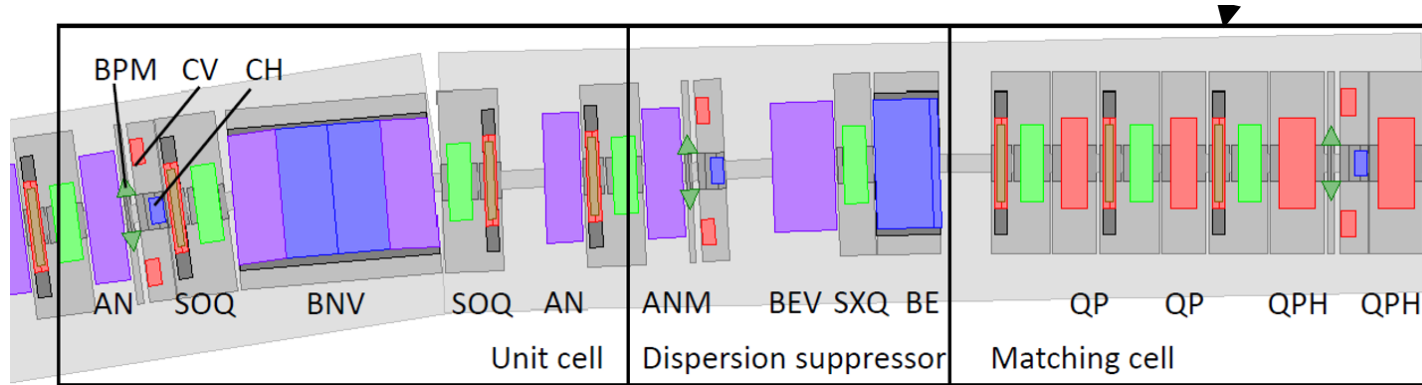 BPM CV CH
AN SOQ BNV SOQ AN ANM BEV SXQ BE QP QP QPH QPH
Unit cell Dispersion suppressor Matching cell